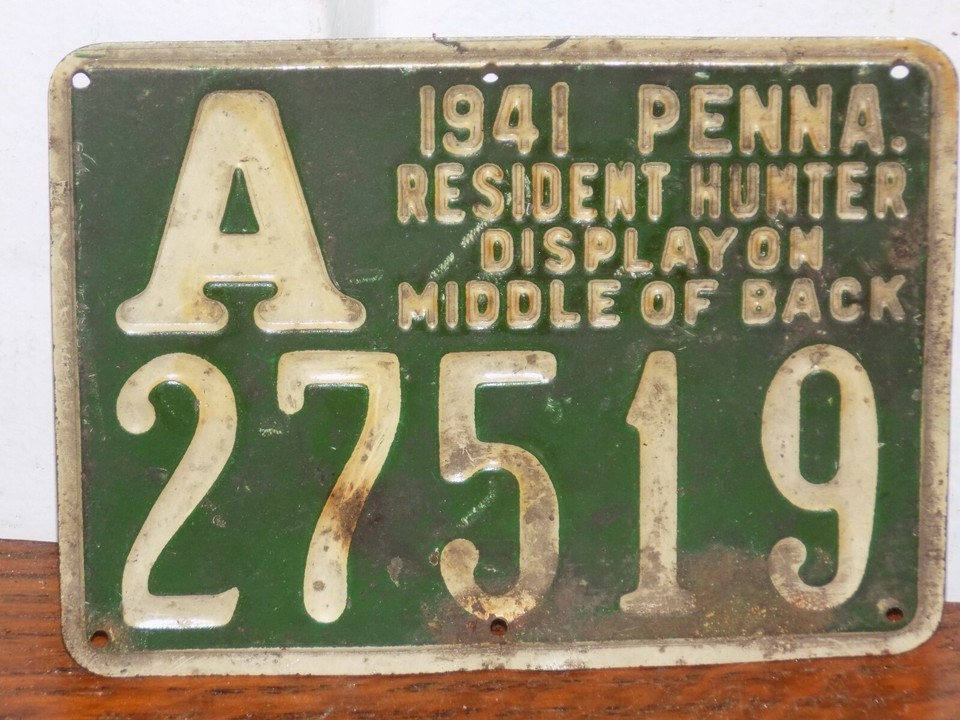 A
1941 PENNA.
RESIDENT HUNTER
DISPLAY ON
MIDDLE OF BACK
27519